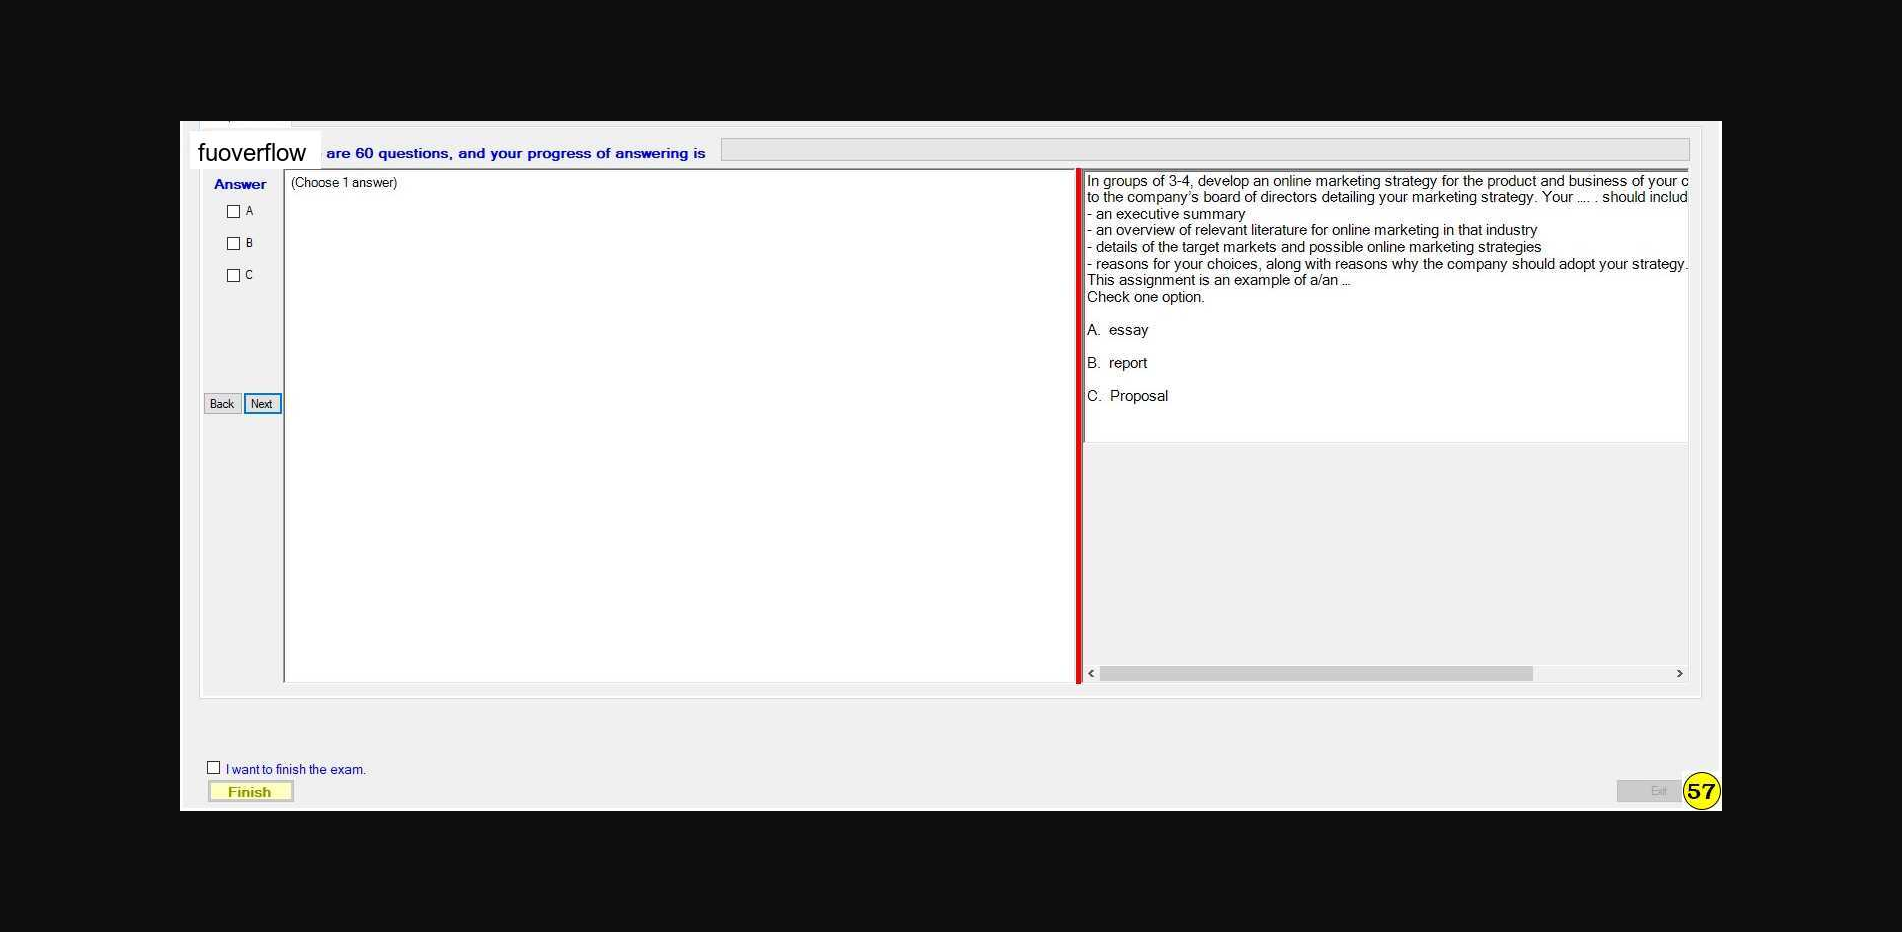 fuoverflow are 60 questions, and your progress of answering is
Answer
(Choose 1 answer)
A
B
C
Back Next
In groups of 3-4, develop an online marketing strategy for the product and business of your c
to the company's board of directors detailing your marketing strategy. Your .... . should includ
- an executive summary
- an overview of relevant literature for online marketing in that industry
- details of the target markets and possible online marketing strategies
- reasons for your choices, along with reasons why the company should adopt your strategy.
This assignment is an example of a/an ...
Check one option.
A. essay
B. report
C. Proposal
I want to finish the exam.
Finish
Exit
57